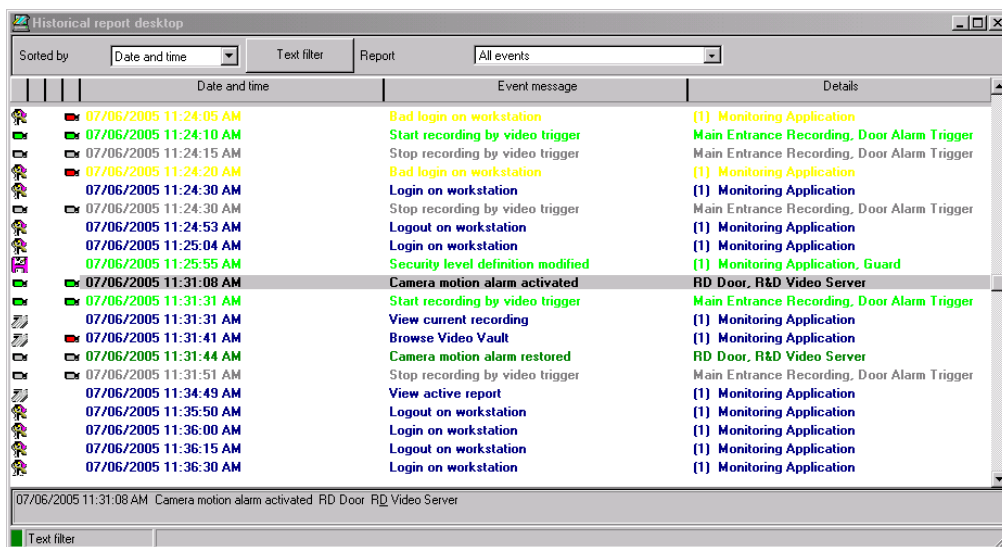 Historical report desktop
Sorted by Date and time Text filter Report All events
Date and time Event message Details
07/06/2005 11:24:05 AM Bad login on workstation (1) Monitoring Application
07/06/2005 11:24:10 AM Start recording by video trigger Main Entrance Recording, Door Alarm Trigger
07/06/2005 11:24:15 AM Stop recording by video trigger Main Entrance Recording, Door Alarm Trigger
07/06/2005 11:24:20 AM Bad login on workstation (1) Monitoring Application
07/06/2005 11:24:30 AM Login on workstation (1) Monitoring Application
07/06/2005 11:24:30 AM Stop recording by video trigger Main Entrance Recording, Door Alarm Trigger
07/06/2005 11:24:53 AM Logout on workstation (1) Monitoring Application
07/06/2005 11:25:04 AM Login on workstation (1) Monitoring Application
07/06/2005 11:25:55 AM Security level definition modified (1) Monitoring Application, Guard
07/06/2005 11:31:08 AM Camera motion alarm activated RD Door, R&D Video Server
07/06/2005 11:31:31 AM Start recording by video trigger Main Entrance Recording, Door Alarm Trigger
07/06/2005 11:31:31 AM View current recording (1) Monitoring Application
07/06/2005 11:31:41 AM Browse Video Vault (1) Monitoring Application
07/06/2005 11:31:44 AM Camera motion alarm restored RD Door, R&D Video Server
07/06/2005 11:31:51 AM Stop recording by video trigger Main Entrance Recording, Door Alarm Trigger
07/06/2005 11:34:49 AM View active report (1) Monitoring Application
07/06/2005 11:35:50 AM Logout on workstation (1) Monitoring Application
07/06/2005 11:36:00 AM Login on workstation (1) Monitoring Application
07/06/2005 11:36:15 AM Logout on workstation (1) Monitoring Application
07/06/2005 11:36:30 AM Login on workstation (1) Monitoring Application
07/06/2005 11:31:08 AM Camera motion alarm activated RD Door RD Video Server
Text filter